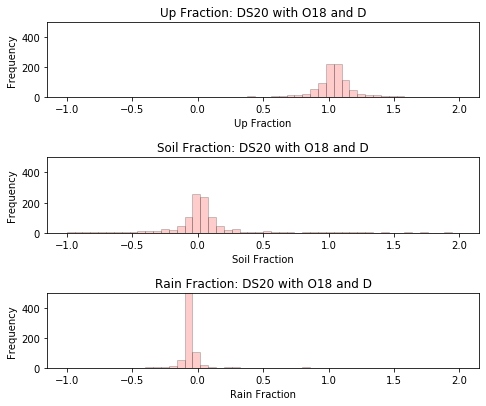 Up Fraction: DS20 with O18 and D
Frequency
400
200
0
-1.0 -0.5 0.0 0.5 1.0 1.5 2.0
Up Fraction
Soil Fraction: DS20 with O18 and D
Frequency
400
200
0
-1.0 -0.5 0.0 0.5 1.0 1.5 2.0
Soil Fraction
Rain Fraction: DS20 with O18 and D
Frequency
400
200
0
-1.0 -0.5 0.0 0.5 1.0 1.5 2.0
Rain Fraction